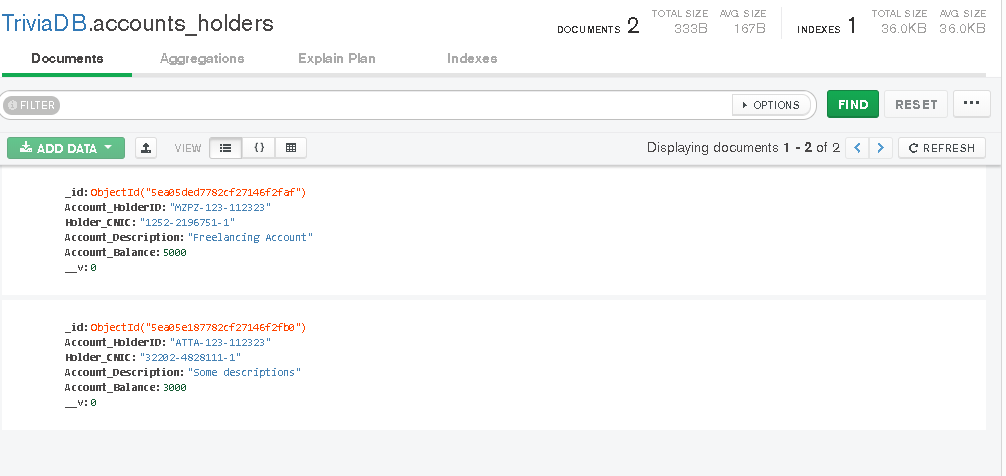 TriviaDB.accounts_holders
DOCUMENTS 2 TOTAL SIZE 333B AVG. SIZE 167B INDEXES 1 TOTAL SIZE 36.0KB AVG. SIZE 36.0KB
Documents Aggregations Explain Plan Indexes
FILTER OPTIONS FIND RESET ...
ADD DATA VIEW {} Displaying documents 1 - 2 of 2 < > REFRESH
_id: ObjectId("5ea05ded7782cf27146f2faf")
Account_HolderID: "MZPZ-123-112323"
Holder_CNIC: "1252-2196751-1"
Account_Description: "Freelancing Account"
Account_Balance: 5000
__v: 0
_id: ObjectId("5ea05e187782cf27146f2fb0")
Account_HolderID: "ATTA-123-112323"
Holder_CNIC: "32202-4828111-1"
Account_Description: "Some descriptions"
Account_Balance: 3000
__v: 0